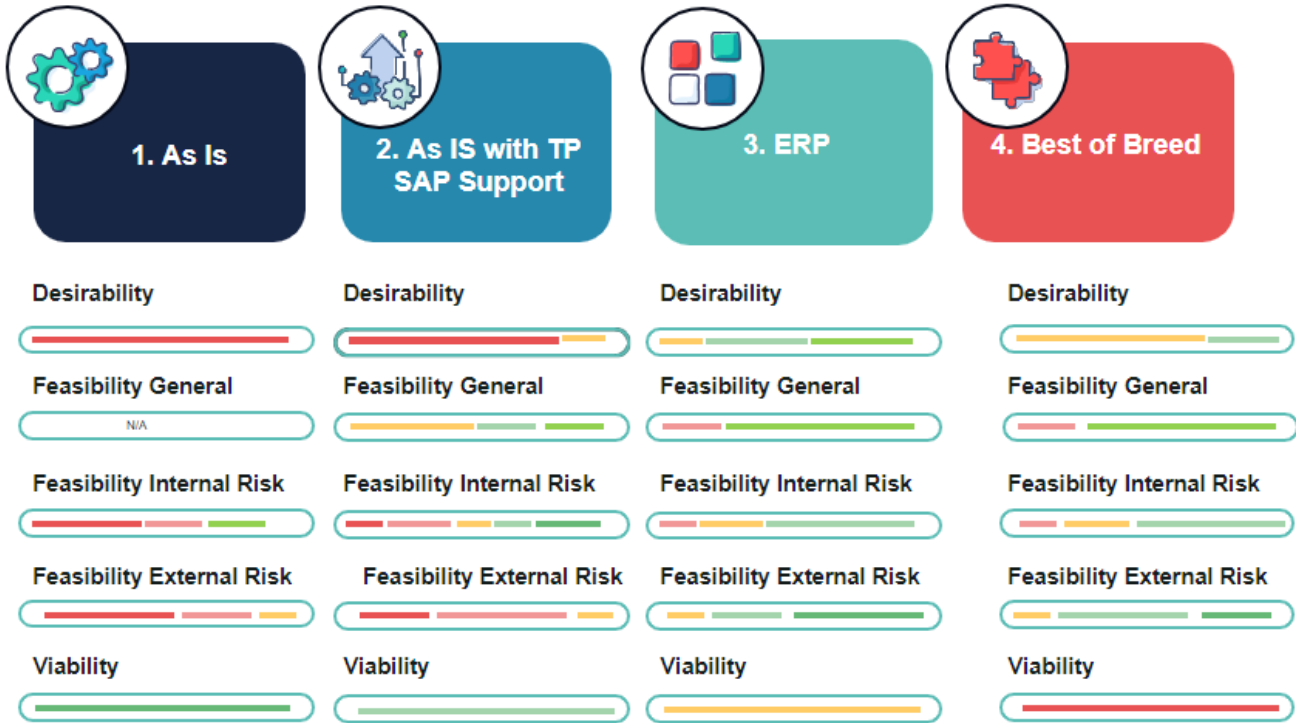 1. As Is
2. As IS with TP
SAP Support
3. ERP
4. Best of Breed
Desirability
Desirability
Desirability
Desirability
Feasibility General
Feasibility General
Feasibility General
Feasibility General
N/A
Feasibility Internal Risk
Feasibility Internal Risk
Feasibility Internal Risk
Feasibility Internal Risk
Feasibility External Risk
Feasibility External Risk
Feasibility External Risk
Feasibility External Risk
Viability
Viability
Viability
Viability